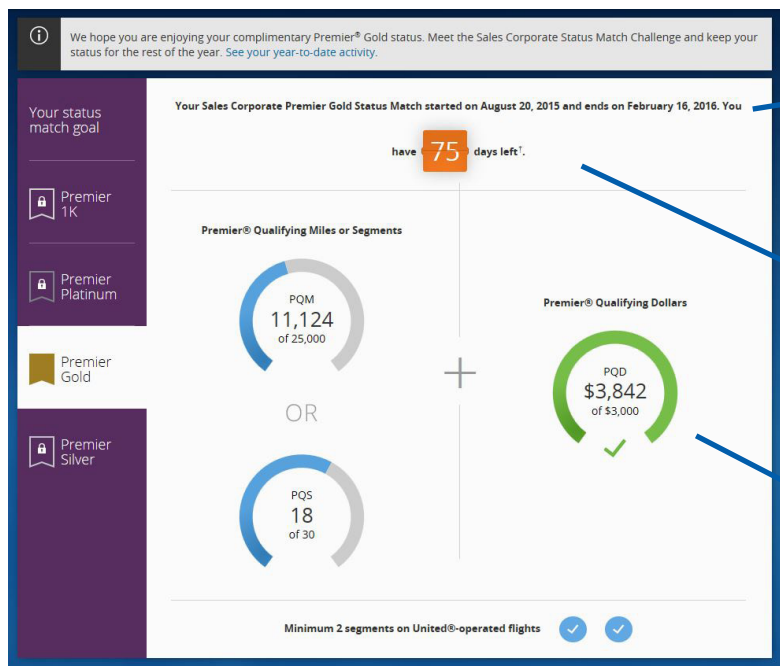 We hope you are enjoying your complimentary Premier® Gold status. Meet the Sales Corporate Status Match Challenge and keep your
status for the rest of the year. See your year-to-date activity.
Your status
match goal
Premier
1K
Premier
Platinum
Premier
Gold
Premier
Silver
Your Sales Corporate Premier Gold Status Match started on August 20, 2015 and ends on February 16, 2016. You
have 75 days left†.
Premier® Qualifying Miles or Segments
PQM
11,124
of 25,000
OR
PQS
18
of 30
Premier® Qualifying Dollars
PQD
$3,842
of $3,000
Minimum 2 segments on United®-operated flights